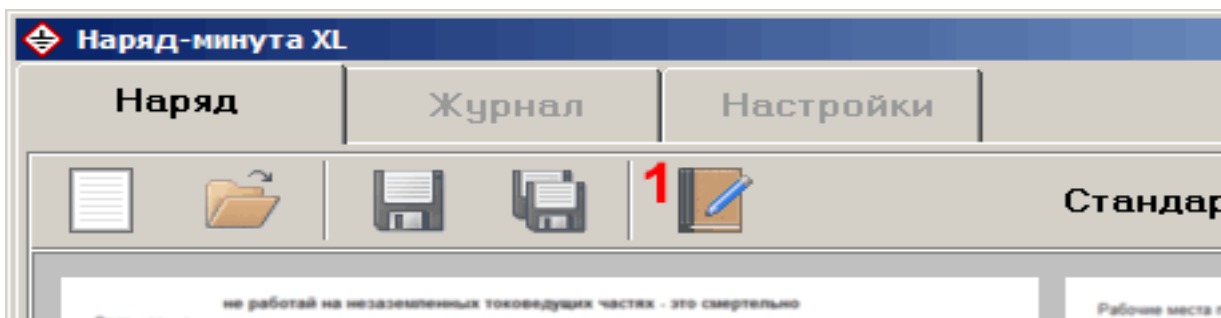 Наряд-минута XL
Наряд Журнал Настройки
1
Стандар
не работай на незаземленных токоведущих частях - это смертельно
Рабочие места